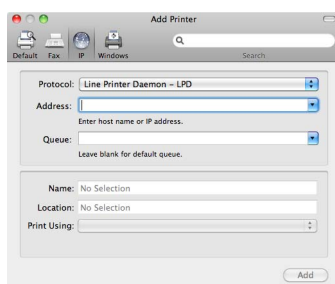 Add Printer
Default Fax IP Windows Search
Protocol: Line Printer Daemon – LPD
Address:
Enter host name or IP address.
Queue:
Leave blank for default queue.
Name: No Selection
Location: No Selection
Print Using:
Add